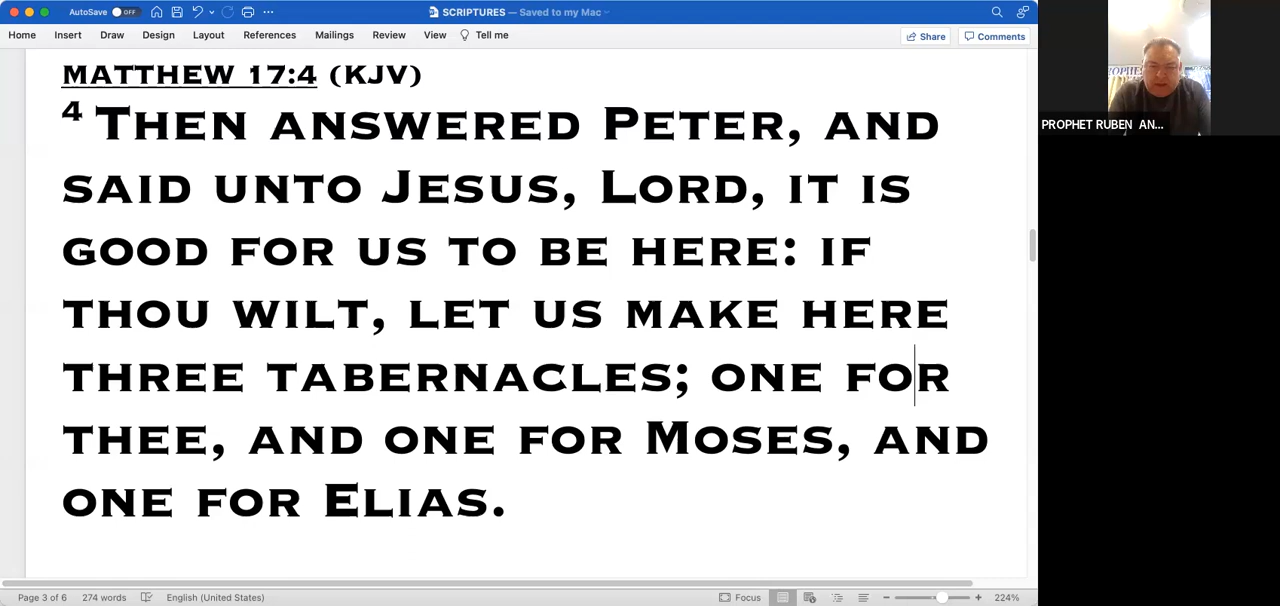 AutoSave OFF
SCRIPTURES — Saved to my Mac
Home Insert Draw Design Layout References Mailings Review View Tell me
Share Comments
MATTHEW 17:4 (KJV)
4 THEN ANSWERED PETER, AND
SAID UNTO JESUS, LORD, IT IS
GOOD FOR US TO BE HERE: IF
THOU WILT, LET US MAKE HERE
THREE TABERNACLES; ONE FOR
THEE, AND ONE FOR MOSES, AND
ONE FOR ELIAS.
Page 3 of 6 274 words English (United States) Focus 224%
PROPHET RUBEN AN...